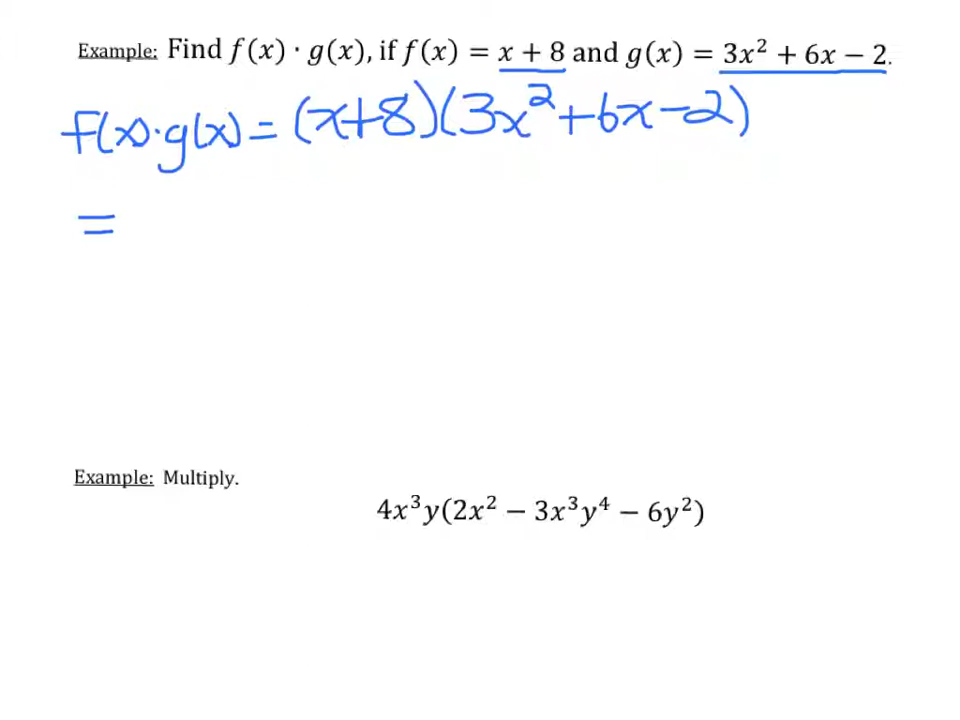 Example: Find f(x) · g(x), if f(x) = x + 8 and g(x) = 3x² + 6x − 2.
f(x)·g(x) = (x+8)(3x²+6x-2)
=
Example: Multiply.
4x³y(2x² − 3x³y⁴ − 6y²)